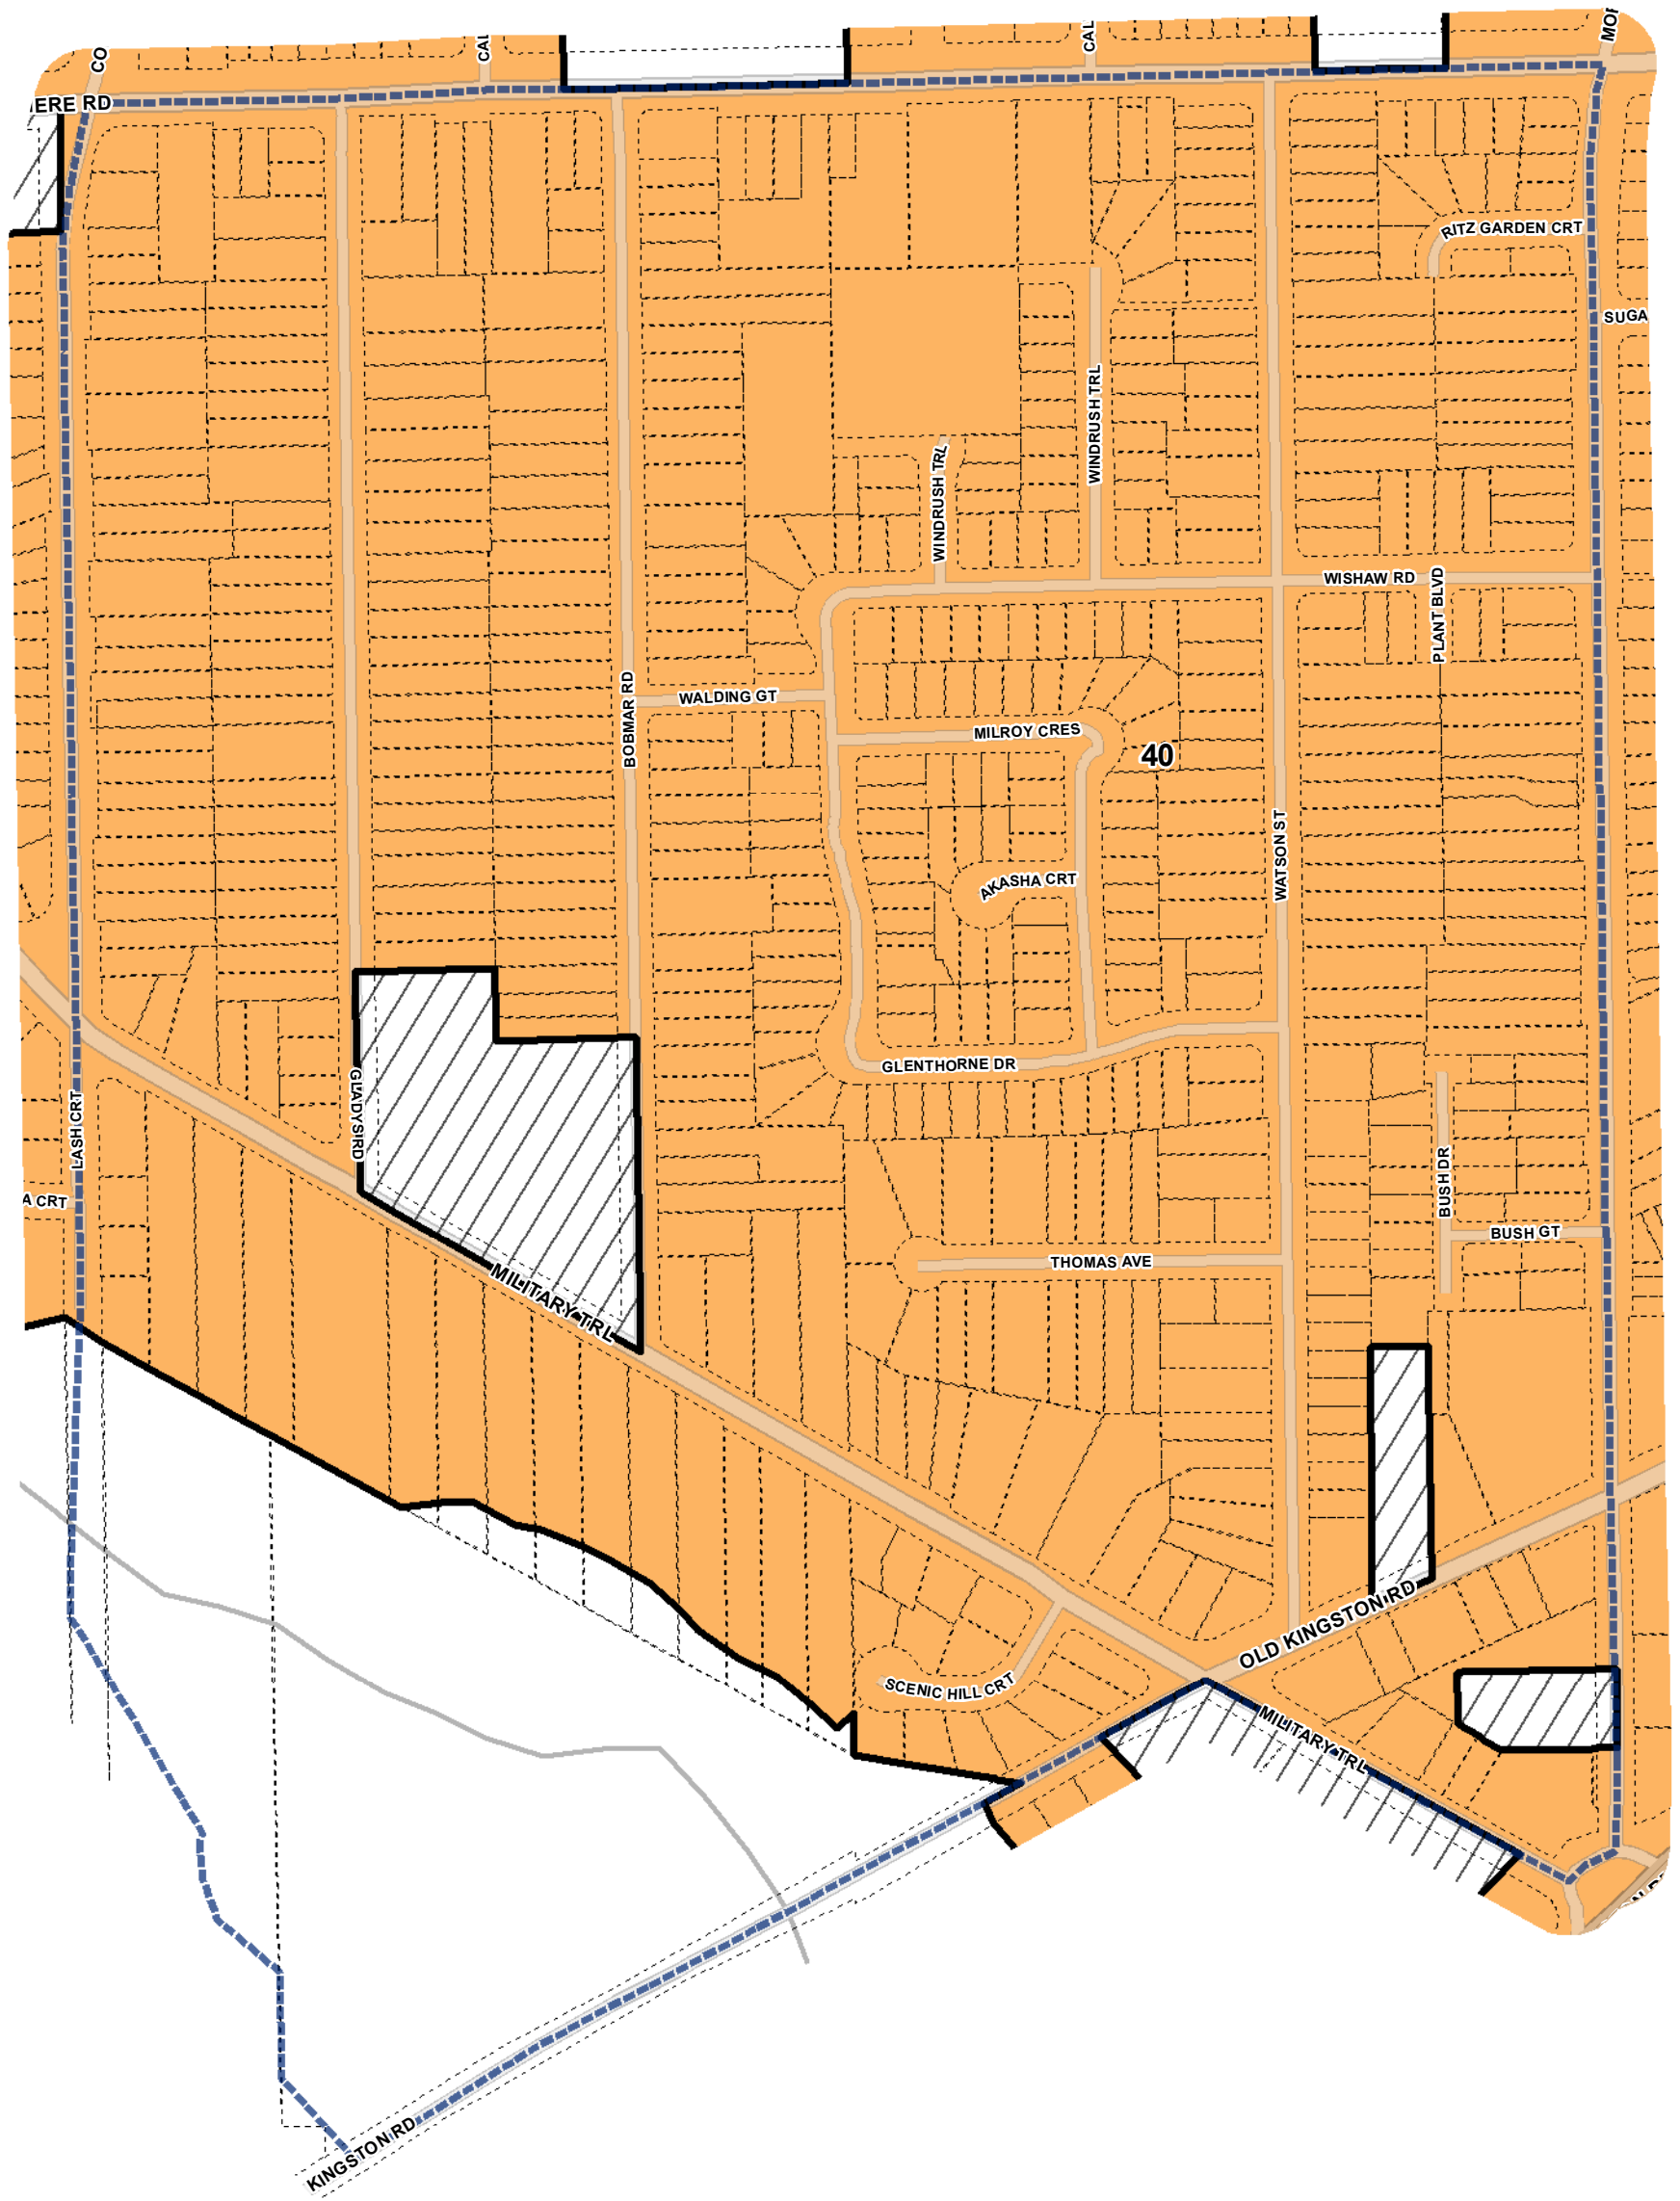 CO
CAL
CAL
MOR
ERE RD
RITZ GARDEN CRT
SUGA
WINDRUSH TRL
WINDRUSH TRL
WISHAW RD
PLANT BLVD
BOBMAR RD
WALDING GT
MILROY CRES
40
WATSON ST
AKASHA CRT
GLENTHORNE DR
GLADYS RD
LASH CRT
A CRT
BUSH DR
BUSH GT
THOMAS AVE
MILITARY TRL
OLD KINGSTON RD
SCENIC HILL CRT
MILITARY TRL
KINGSTON RD